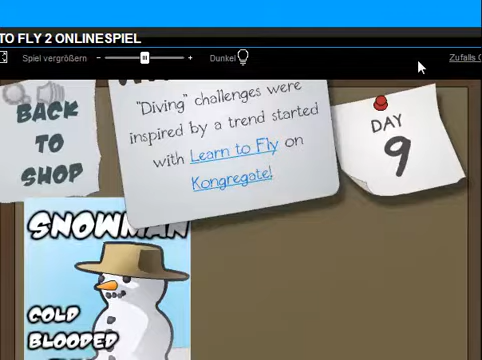 TO FLY 2 ONLINESPIEL
Spiel vergrößern - + Dunkel
Zufalls
"Diving" challenges were
inspired by a trend started
with Learn to Fly on
Kongregate!
BACK
TO
SHOP
DAY
9
SNOWMAN
COLD
BLOODED